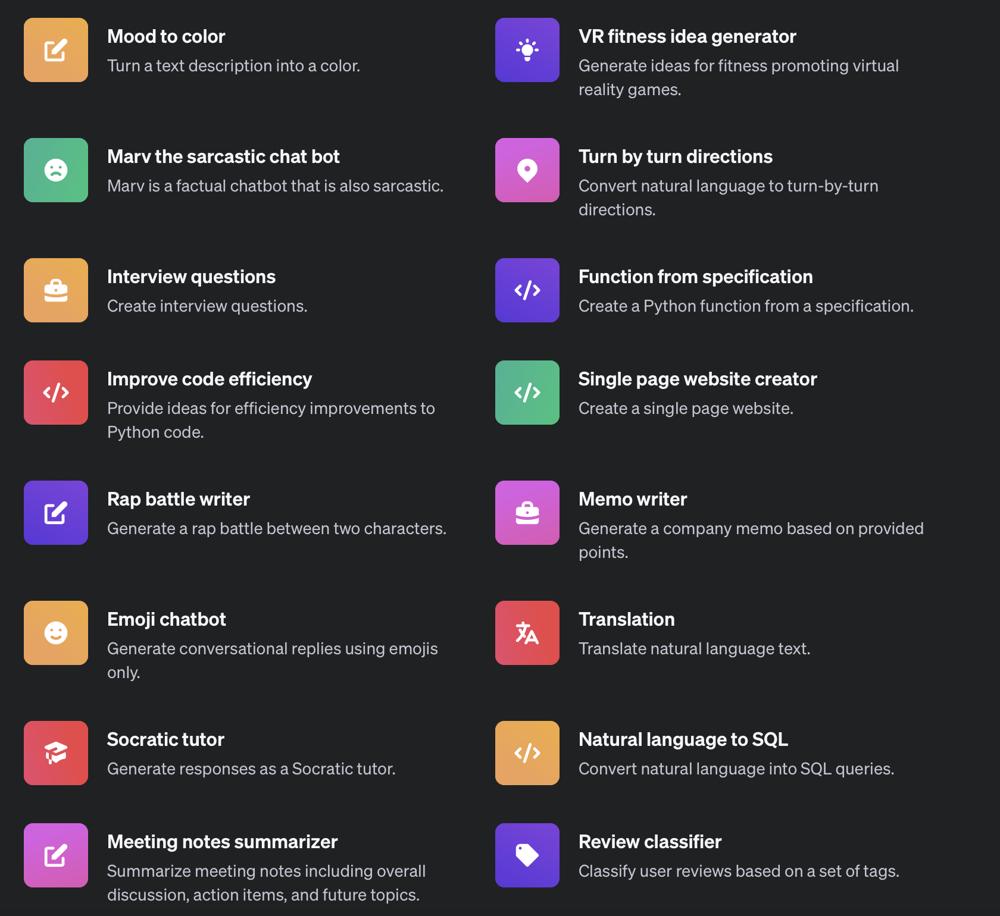 Mood to color
Turn a text description into a color.
VR fitness idea generator
Generate ideas for fitness promoting virtual
reality games.
Marv the sarcastic chat bot
Marv is a factual chatbot that is also sarcastic.
Turn by turn directions
Convert natural language to turn-by-turn
directions.
Interview questions
Create interview questions.
Function from specification
Create a Python function from a specification.
Improve code efficiency
Provide ideas for efficiency improvements to
Python code.
Single page website creator
Create a single page website.
Rap battle writer
Generate a rap battle between two characters.
Memo writer
Generate a company memo based on provided
points.
Emoji chatbot
Generate conversational replies using emojis
only.
Translation
Translate natural language text.
Socratic tutor
Generate responses as a Socratic tutor.
Natural language to SQL
Convert natural language into SQL queries.
Meeting notes summarizer
Summarize meeting notes including overall
discussion, action items, and future topics.
Review classifier
Classify user reviews based on a set of tags.